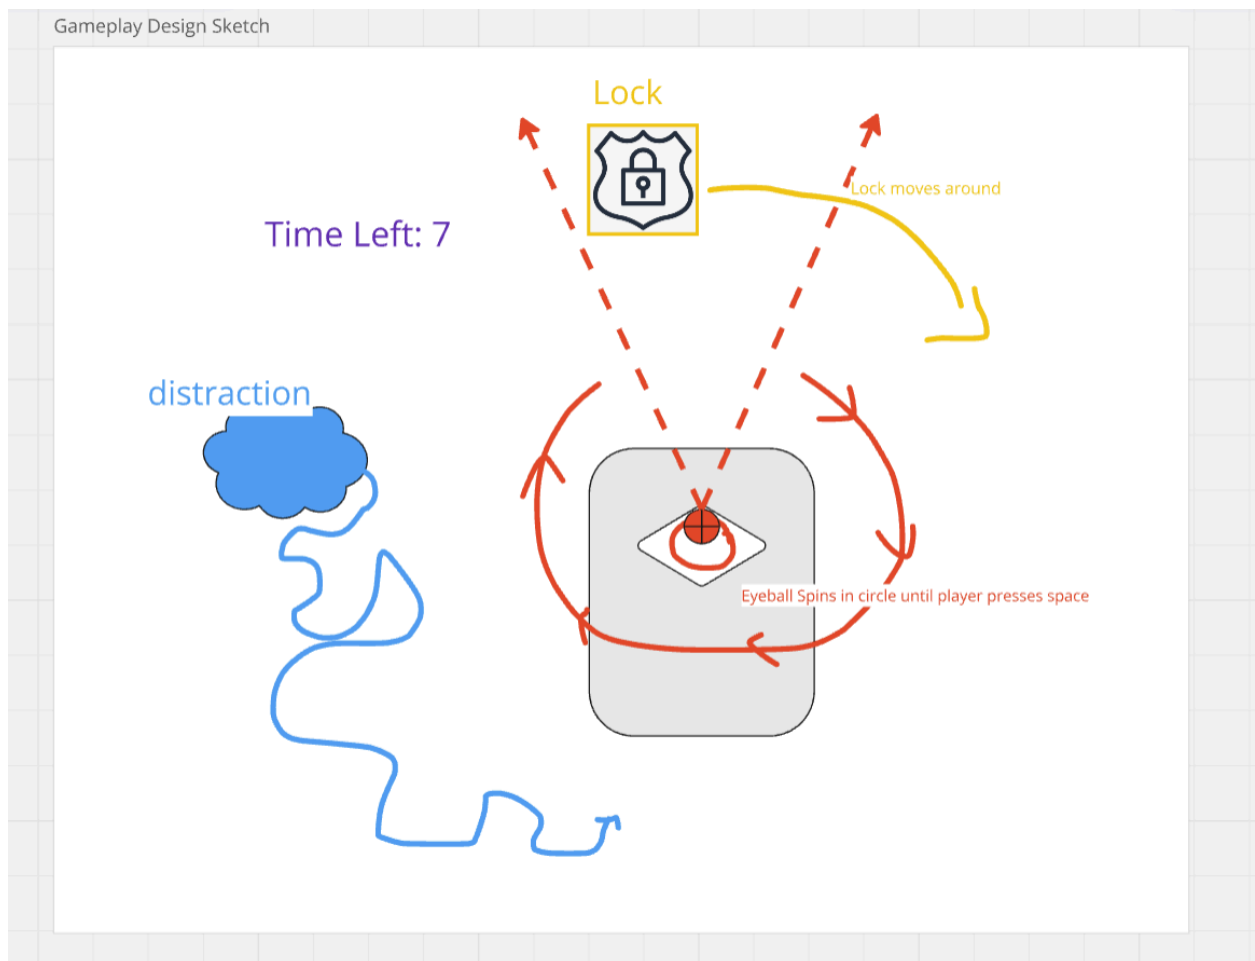 Gameplay Design Sketch
Lock
Lock moves around
Time Left: 7
distraction
Eyeball Spins in circle until player presses space